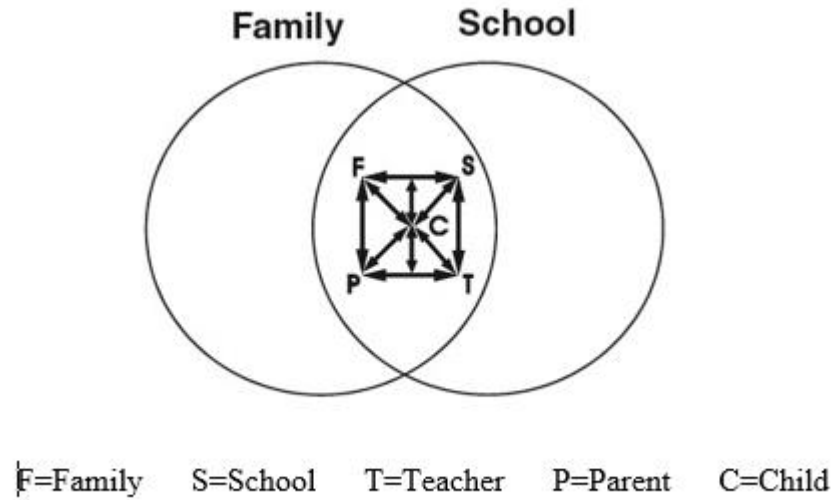 Family School
F S
C
P T
F=Family S=School T=Teacher P=Parent C=Child